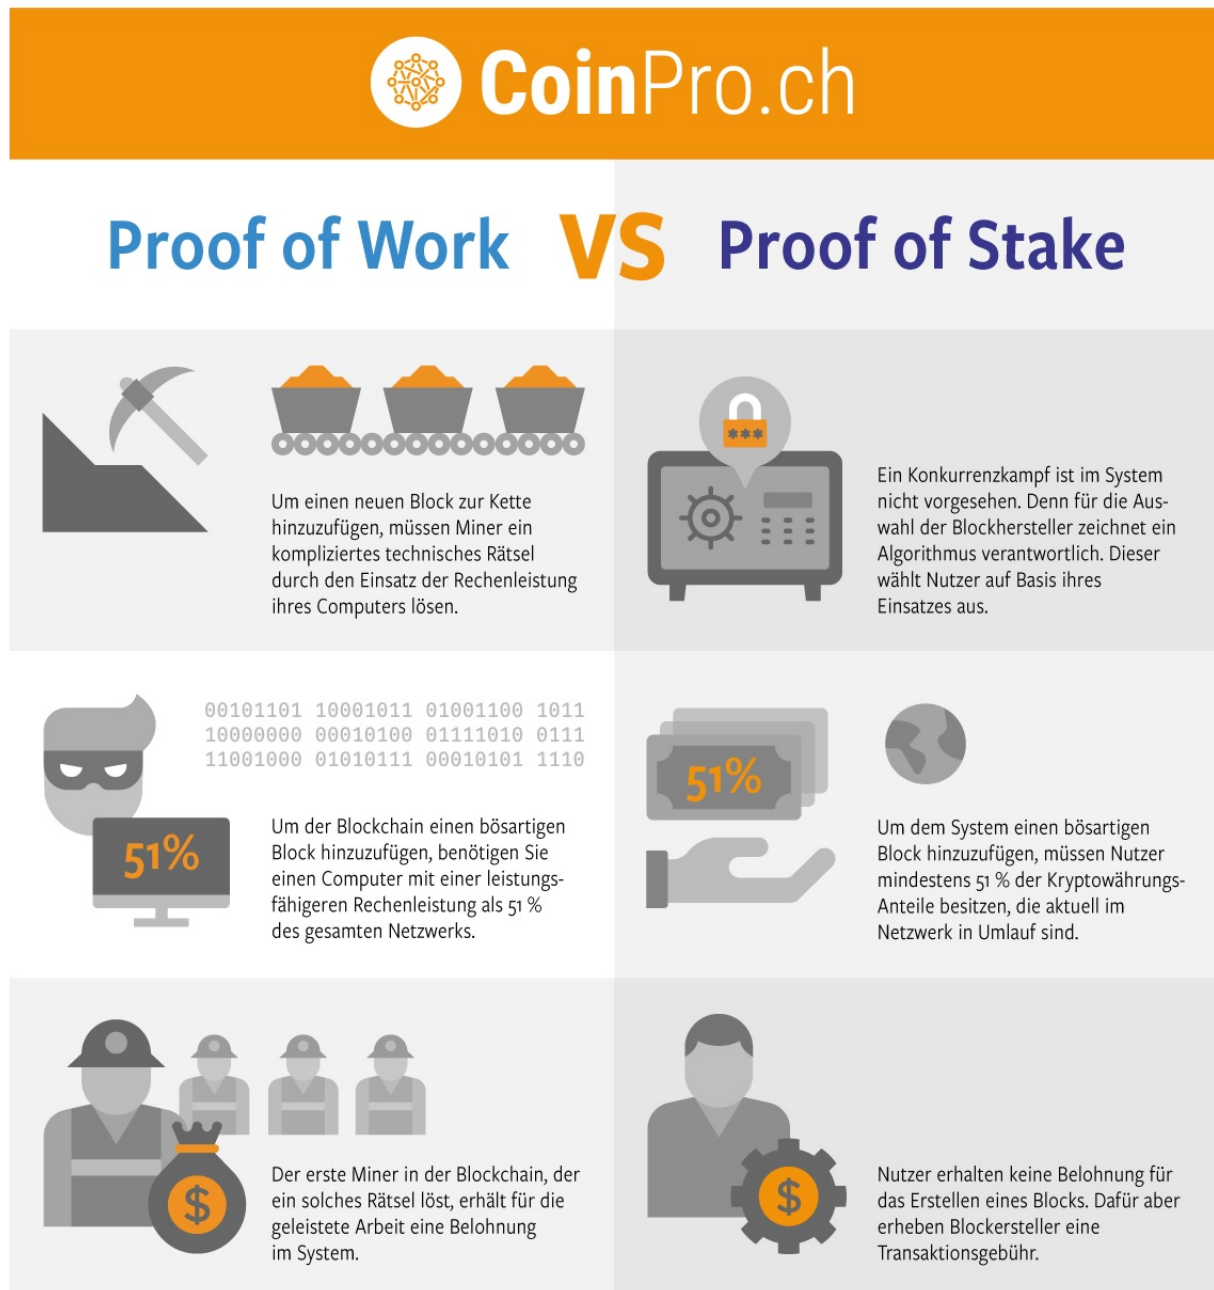 CoinPro.ch
Proof of Work VS Proof of Stake
Um einen neuen Block zur Kette
hinzuzufügen, müssen Miner ein
kompliziertes technisches Rätsel
durch den Einsatz der Rechenleistung
ihres Computers lösen.
***
Ein Konkurrenzkampf ist im System
nicht vorgesehen. Denn für die Aus-
wahl der Blockhersteller zeichnet ein
Algorithmus verantwortlich. Dieser
wählt Nutzer auf Basis ihres
Einsatzes aus.
00101101 10001011 01001100 1011
10000000 00010100 01111010 0111
11001000 01010111 00010101 1110
51%
Um der Blockchain einen bösartigen
Block hinzuzufügen, benötigen Sie
einen Computer mit einer leistungs-
fähigeren Rechenleistung als 51 %
des gesamten Netzwerks.
51%
Um dem System einen bösartigen
Block hinzuzufügen, müssen Nutzer
mindestens 51 % der Kryptowährungs-
Anteile besitzen, die aktuell im
Netzwerk in Umlauf sind.
$
Der erste Miner in der Blockchain, der
ein solches Rätsel löst, erhält für die
geleistete Arbeit eine Belohnung
im System.
$
Nutzer erhalten keine Belohnung für
das Erstellen eines Blocks. Dafür aber
erheben Blockersteller eine
Transaktionsgebühr.